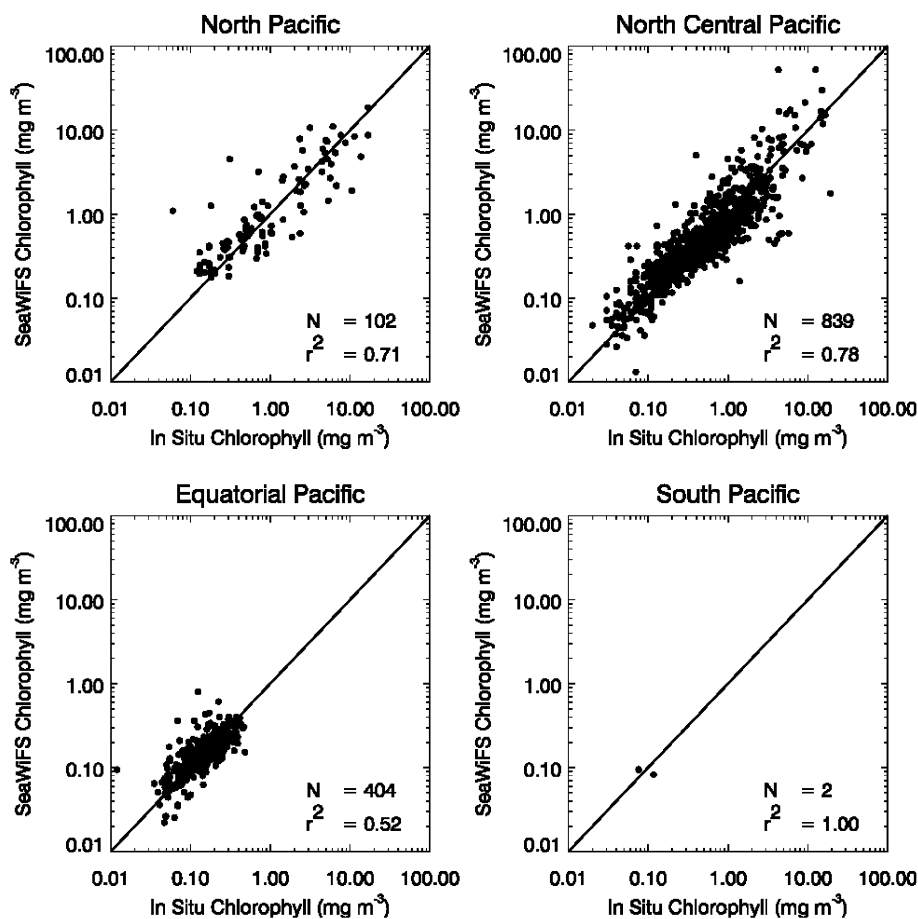 North Pacific
100.00
10.00
1.00
0.10
0.01
SeaWiFS Chlorophyll (mg m⁻³)
N = 102
r² = 0.71
0.01 0.10 1.00 10.00 100.00
In Situ Chlorophyll (mg m⁻³)
North Central Pacific
100.00
10.00
1.00
0.10
0.01
SeaWiFS Chlorophyll (mg m⁻³)
N = 839
r² = 0.78
0.01 0.10 1.00 10.00 100.00
In Situ Chlorophyll (mg m⁻³)
Equatorial Pacific
100.00
10.00
1.00
0.10
0.01
SeaWiFS Chlorophyll (mg m⁻³)
N = 404
r² = 0.52
0.01 0.10 1.00 10.00 100.00
In Situ Chlorophyll (mg m⁻³)
South Pacific
100.00
10.00
1.00
0.10
0.01
SeaWiFS Chlorophyll (mg m⁻³)
N = 2
r² = 1.00
0.01 0.10 1.00 10.00 100.00
In Situ Chlorophyll (mg m⁻³)